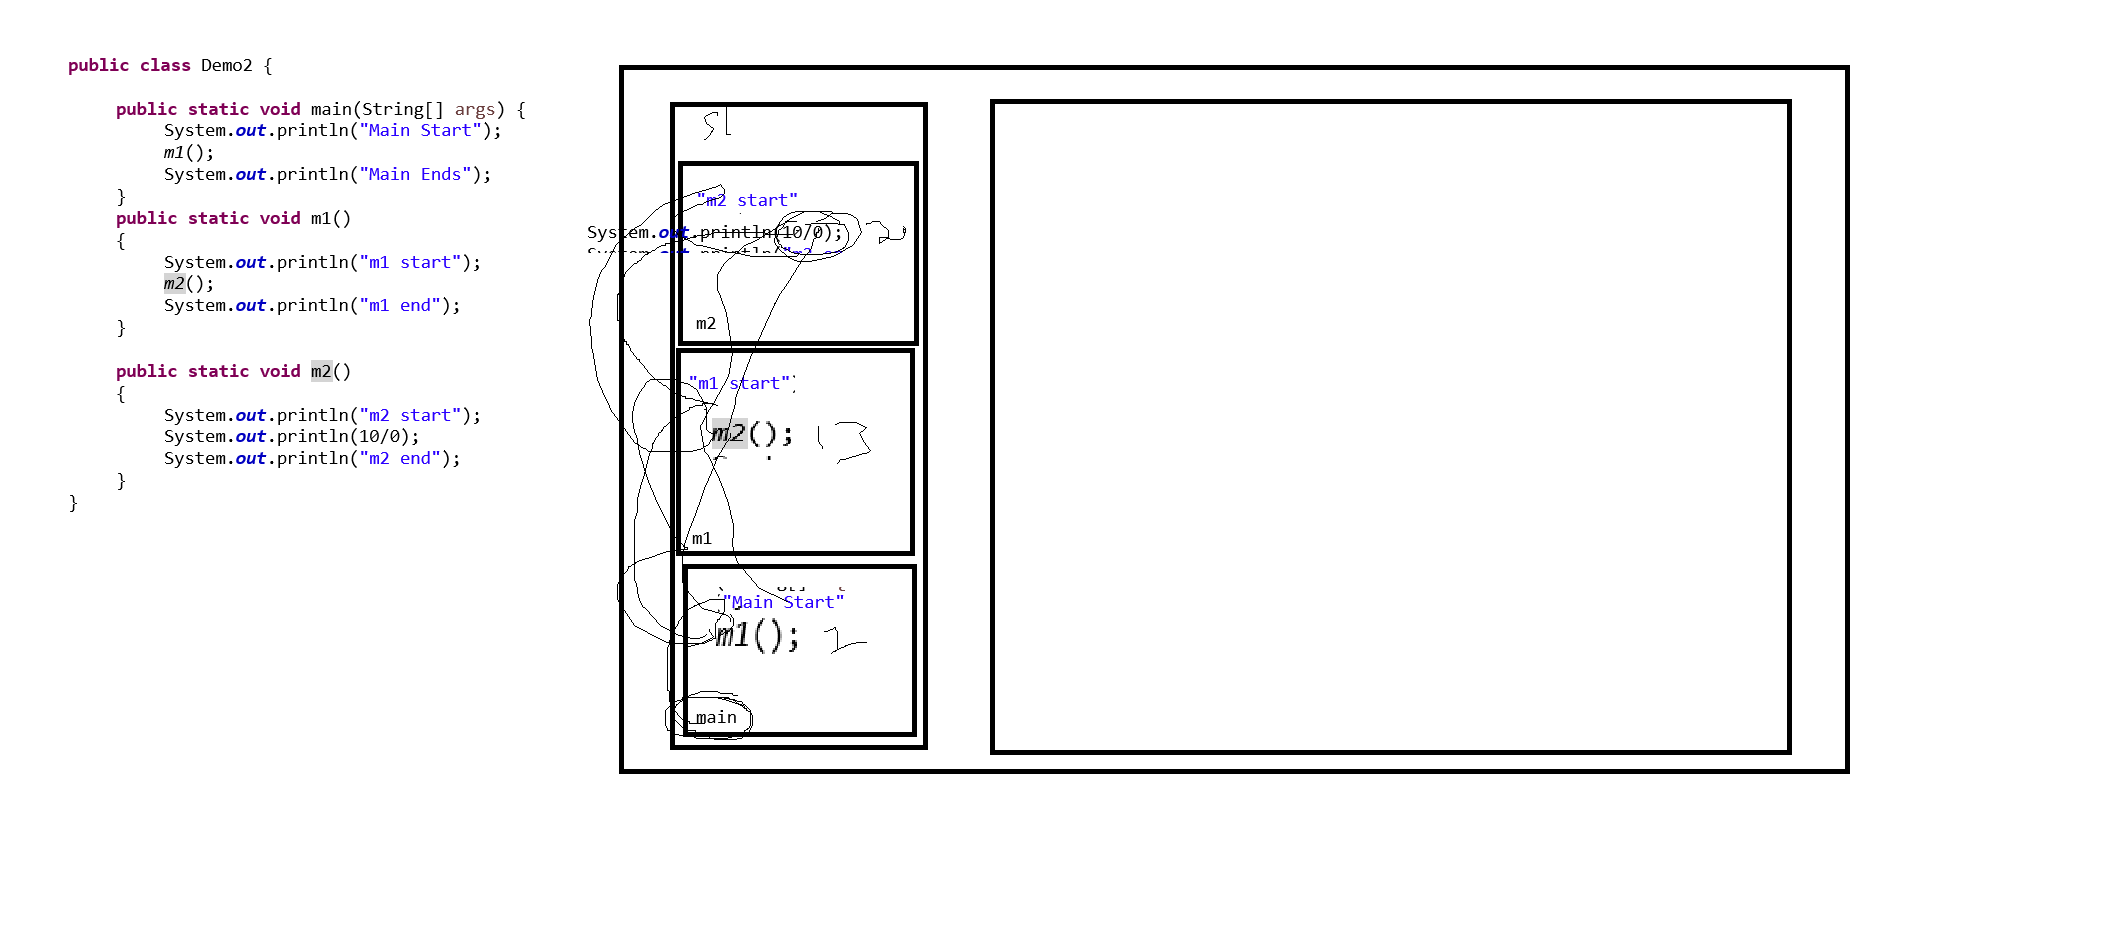 public class Demo2 {
public static void main(String[] args) {
System.out.println("Main Start");
m1();
System.out.println("Main Ends");
}
public static void m1()
{
System.out.println("m1 start");
m2();
System.out.println("m1 end");
}
public static void m2()
{
System.out.println("m2 start");
System.out.println(10/0);
System.out.println("m2 end");
}
}
"m2 start"
System.out.println(10/0);
m2
"m1 start"
m2();
m1
"Main Start"
m1();
main